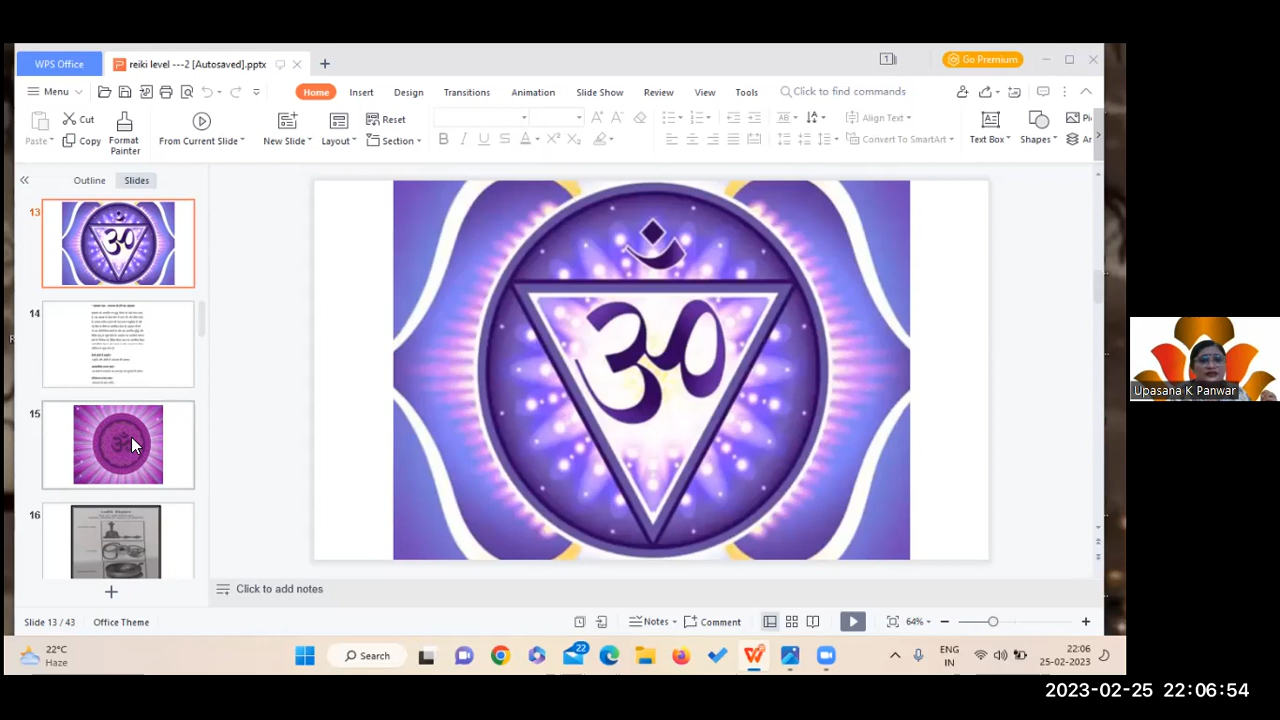 WPS Office
reiki level ---2 [Autosaved].pptx
1
Go Premium
Menu
Home
Insert
Design
Transitions
Animation
Slide Show
Review
View
Tools
Click to find commands
Paste
Cut
Copy
Format Painter
From Current Slide
New Slide
Layout
Reset
Section
B I U S A X² X₂
Align Text
Convert To SmartArt
Text Box
Shapes
Outline
Slides
13
14
15
16
ॐ
Click to add notes
Slide 13 / 43
Office Theme
Notes
Comment
64%
22°C
Haze
Search
22
ENG
IN
22:06
25-02-2023
Upasana K Panwar
2023-02-25 22:06:54